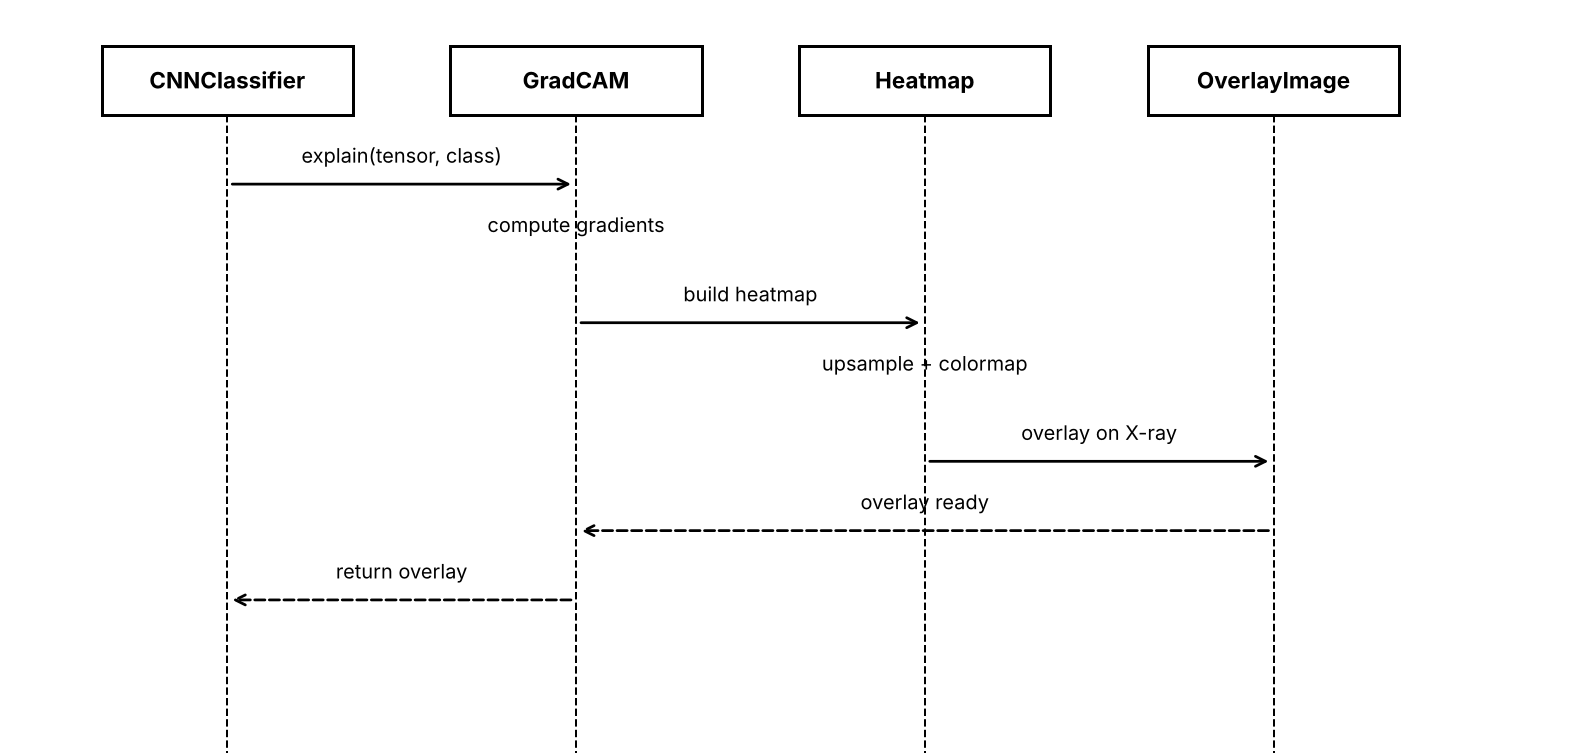 CNNClassifier
GradCAM
Heatmap
OverlayImage
explain(tensor, class)
compute gradients
build heatmap
upsample + colormap
overlay on X-ray
overlay ready
return overlay